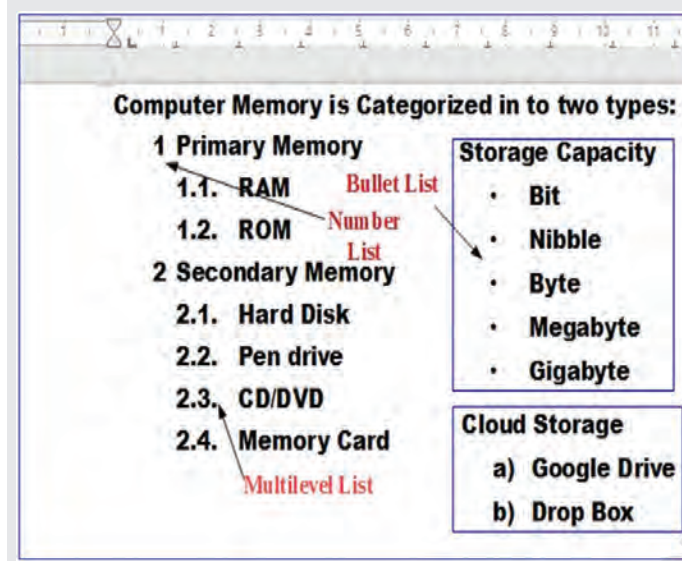 Computer Memory is Categorized in to two types:
1 Primary Memory
1.1. RAM
1.2. ROM
Number
List
2 Secondary Memory
2.1. Hard Disk
2.2. Pen drive
2.3. CD/DVD
2.4. Memory Card
Multilevel List
Bullet List
Storage Capacity
• Bit
• Nibble
• Byte
• Megabyte
• Gigabyte
Cloud Storage
a) Google Drive
b) Drop Box